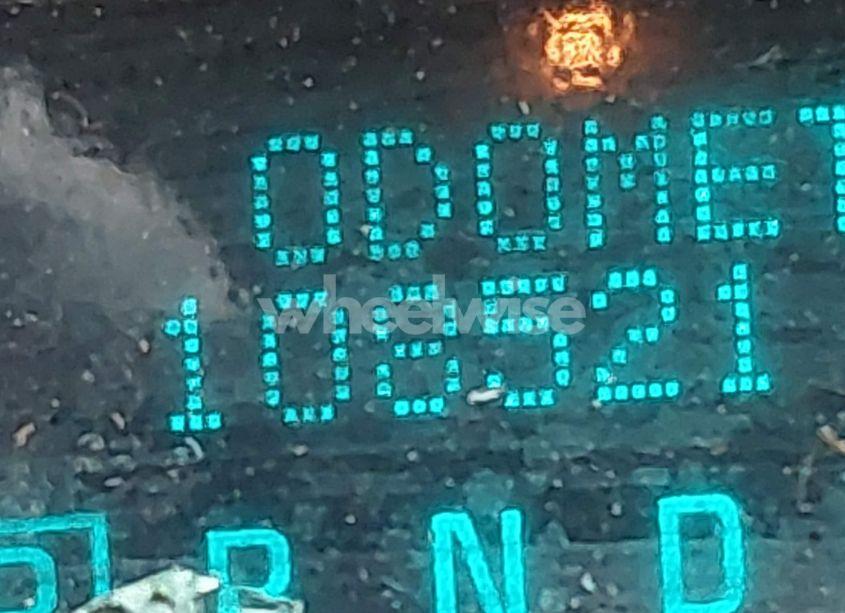 ODOMET
108521
wheelwise
P R N D